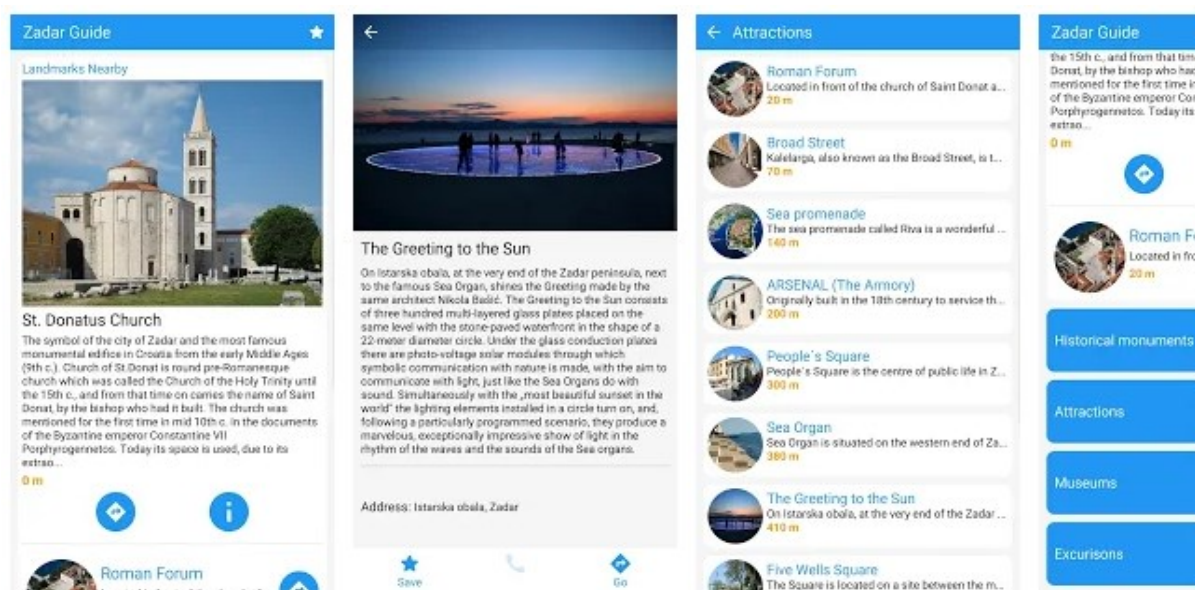 Zadar Guide
Landmarks Nearby
St. Donatus Church
The symbol of the city of Zadar and the most famous
monumental edifice in Croatia from the early Middle Ages
(9th c.). Church of St.Donat is round pre-Romanesque
church which was called the Church of the Holy Trinity until
the 15th c., and from that time on carries the name of Saint
Donat, by the bishop who had it built. The church was
mentioned for the first time in mid 10th c. in the documents
of the Byzantine emperor Constantine VII
Porphyrogennetos. Today its space is used, due to its
extrao...
0 m
Roman Forum
The Greeting to the Sun
On Istarska obala, at the very end of the Zadar peninsula, next
to the famous Sea Organ, shines the Greeting made by the
same architect Nikola Bašić. The Greeting to the Sun consists
of three hundred multi-layered glass plates placed on the
same level with the stone-paved waterfront in the shape of a
22-meter diameter circle. Under the glass conduction plates
there are photo-voltage solar modules through which
symbolic communication with nature is made, with the aim to
communicate with light, just like the Sea Organs do with
sound. Simultaneously with the „most beautiful sunset in the
world" the lighting elements installed in a circle turn on, and,
following a particularly programmed scenario, they produce a
marvelous, exceptionally impressive show of light in the
rhythm of the waves and the sounds of the Sea organs.
Address: Istarska obala, Zadar
Save
Go
Attractions
Roman Forum
Located in front of the church of Saint Donat a...
20 m
Broad Street
Kalelarga, also known as the Broad Street, is t...
70 m
Sea promenade
The sea promenade called Riva is a wonderful ...
140 m
ARSENAL (The Armory)
Originally built in the 18th century to service th...
200 m
People´s Square
People´s Square is the centre of public life in Z...
300 m
Sea Organ
Sea Organ is situated on the western end of Za...
380 m
The Greeting to the Sun
On Istarska obala, at the very end of the Zadar ...
410 m
Five Wells Square
The Square is located on a site between the m...
Zadar Guide
the 15th c., and from that tim
Donat, by the bishop who had
mentioned for the first time in
of the Byzantine emperor Con
Porphyrogennetos. Today its
extrao...
0 m
Roman F
Located in fro
20 m
Historical monuments
Attractions
Museums
Excurisons